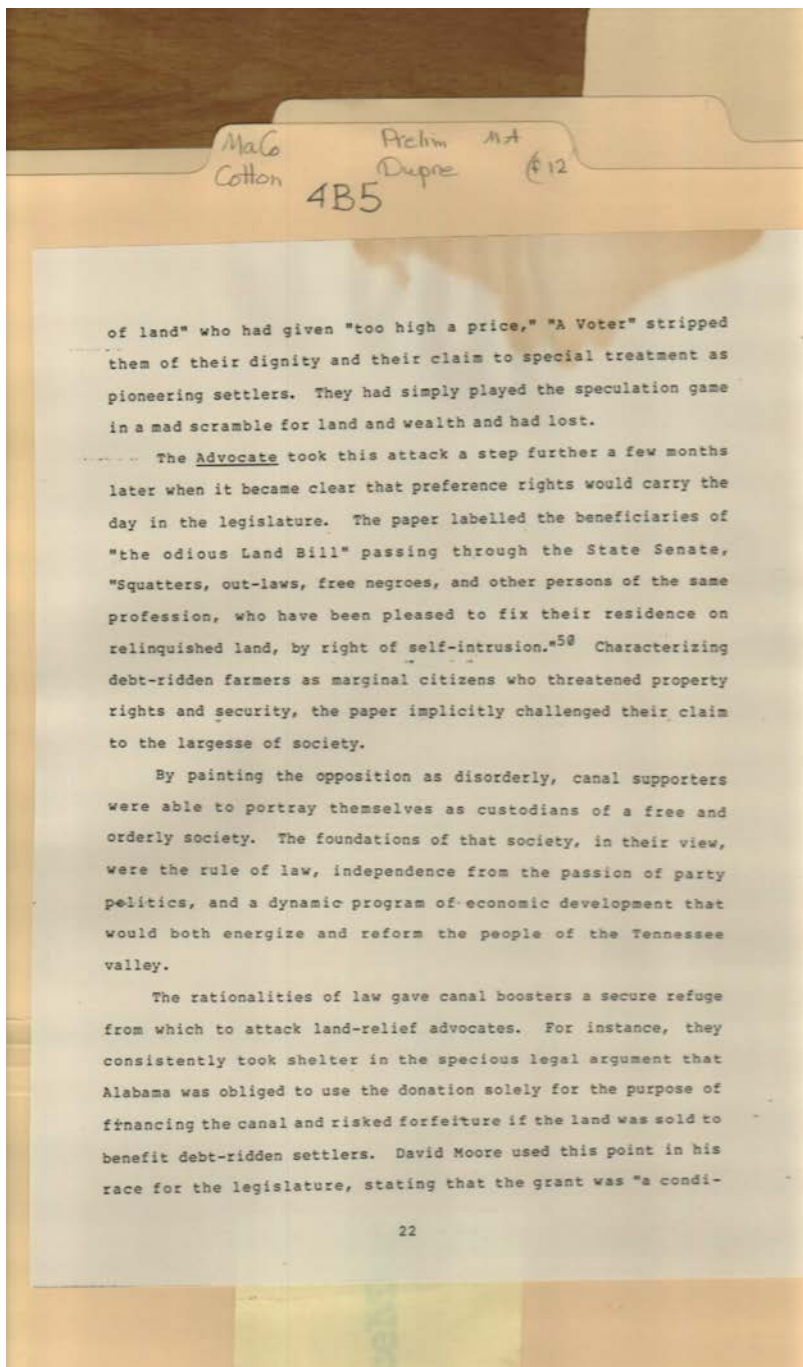 MaCo Prelim MA
Cotton Dupre $12
4B5
of land" who had given "too high a price," "A Voter" stripped
them of their dignity and their claim to special treatment as
pioneering settlers. They had simply played the speculation game
in a mad scramble for land and wealth and had lost.
The Advocate took this attack a step further a few months
later when it became clear that preference rights would carry the
day in the legislature. The paper labelled the beneficiaries of
"the odious Land Bill" passing through the State Senate,
"Squatters, out-laws, free negroes, and other persons of the same
profession, who have been pleased to fix their residence on
relinquished land, by right of self-intrusion."50 Characterizing
debt-ridden farmers as marginal citizens who threatened property
rights and security, the paper implicitly challenged their claim
to the largesse of society.
By painting the opposition as disorderly, canal supporters
were able to portray themselves as custodians of a free and
orderly society. The foundations of that society, in their view,
were the rule of law, independence from the passion of party
politics, and a dynamic program of economic development that
would both energize and reform the people of the Tennessee
valley.
The rationalities of law gave canal boosters a secure refuge
from which to attack land-relief advocates. For instance, they
consistently took shelter in the specious legal argument that
Alabama was obliged to use the donation solely for the purpose of
financing the canal and risked forfeiture if the land was sold to
benefit debt-ridden settlers. David Moore used this point in his
race for the legislature, stating that the grant was "a condi-
22